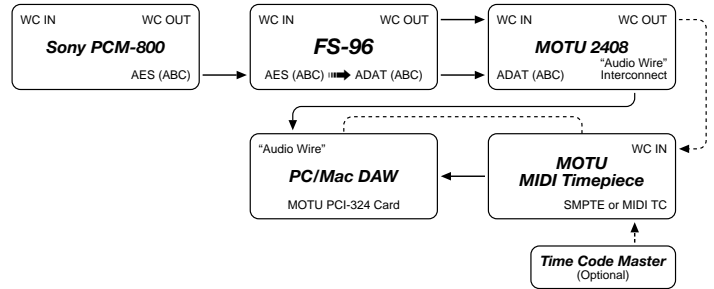 WC IN WC OUT
Sony PCM-800
AES (ABC)
WC IN WC OUT
FS-96
AES (ABC) ADAT (ABC)
WC IN WC OUT
MOTU 2408
“Audio Wire”
ADAT (ABC) Interconnect
“Audio Wire”
PC/Mac DAW
MOTU PCI-324 Card
WC IN
MOTU
MIDI Timepiece
SMPTE or MIDI TC
Time Code Master
(Optional)